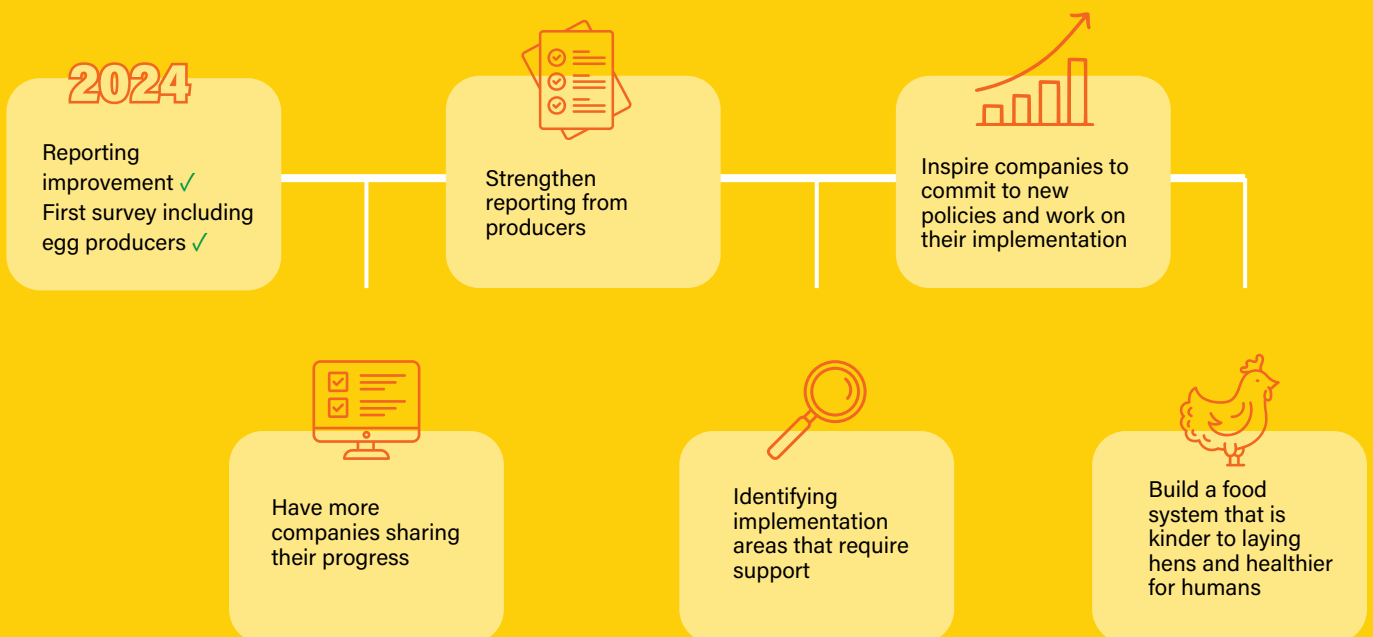 2024
Reporting
improvement ✓
First survey including
egg producers ✓
Have more
companies sharing
their progress
Strengthen
reporting from
producers
Identifying
implementation
areas that require
support
Inspire companies to
commit to new
policies and work on
their implementation
Build a food
system that is
kinder to laying
hens and healthier
for humans